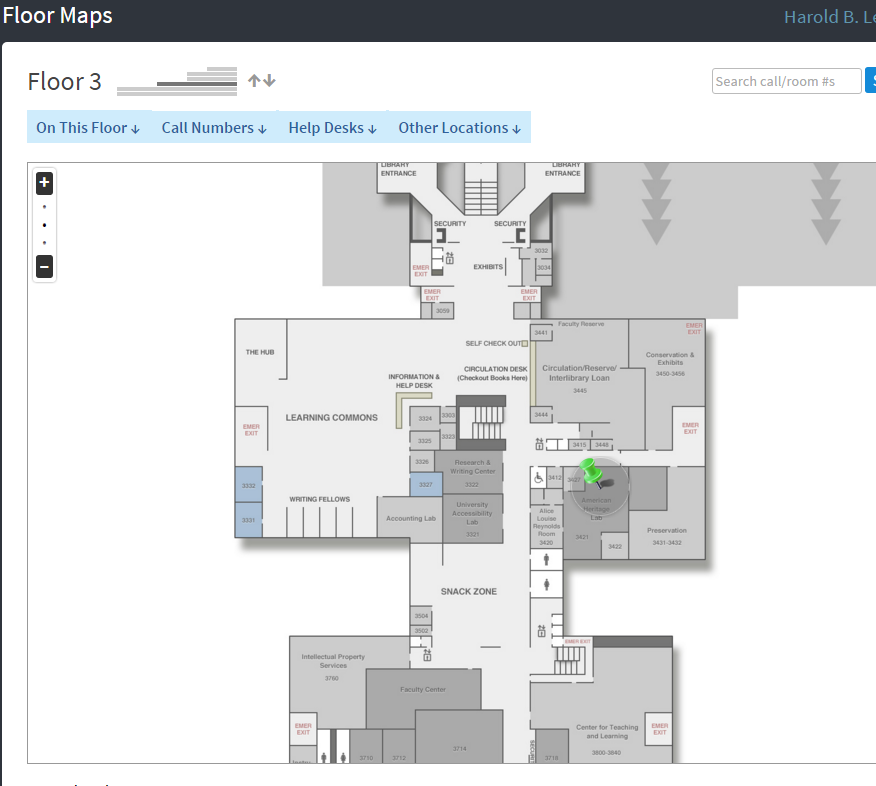 Floor Maps
Harold B. Le
Floor 3
Search call/room #s
S
On This Floor ↓
Call Numbers ↓
Help Desks ↓
Other Locations ↓
LIBRARY
ENTRANCE
LIBRARY
ENTRANCE
SECURITY
SECURITY
3032
EMER
EXIT
EXHIBITS
3034
EMER
EXIT
EMER
EXIT
3059
Faculty Reserve
EMER
EXIT
3441
SELF CHECK OUT
THE HUB
Conservation &
Exhibits
3450-3456
CIRCULATION DESK
(Checkout Books Here)
Circulation/Reserve/
Interlibrary Loan
3445
INFORMATION &
HELP DESK
LEARNING COMMONS
3324
3303
3444
EMER
EXIT
EMER
EXIT
3325
3323
3415
3448
3326
Research &
Writing Center
3322
3332
3327
3412
American
Heritage
Lab
3421
WRITING FELLOWS
University
Accessibility
Lab
3321
3331
Accounting Lab
Alice
Louise
Reynolds
Room
3420
Preservation
3431-3432
3422
SNACK ZONE
3504
3502
EMER EXIT
Intellectual Property
Services
3760
Faculty Center
EMER
EXIT
Center for Teaching
and Learning
3800-3840
EMER
EXIT
3710
3712
3714
3718